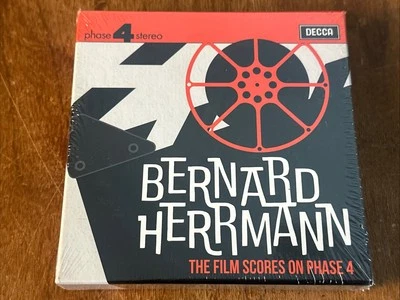 phase 4 stereo
DECCA
BERNARD
HERRMANN
THE FILM SCORES ON PHASE 4